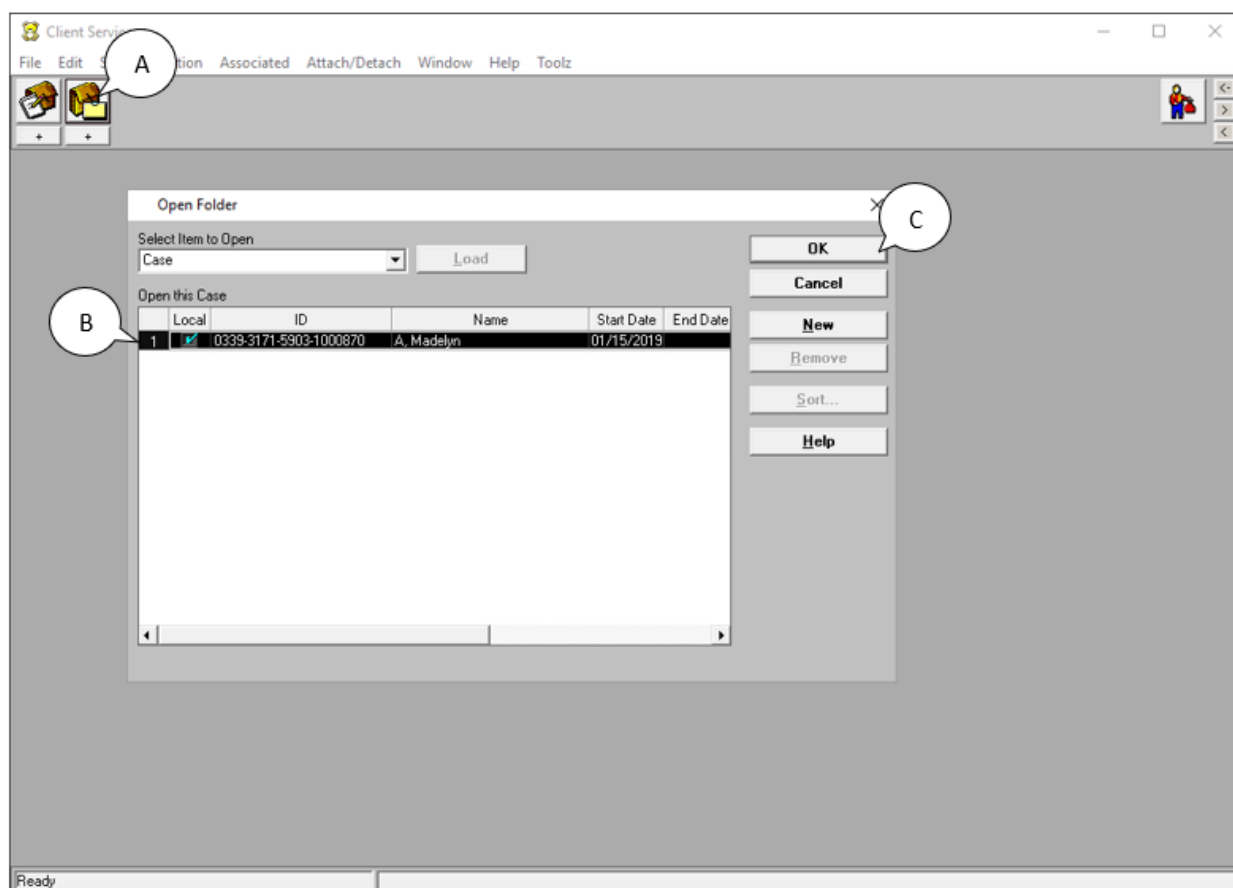 Client Servi
File Edit S tion Associated Attach/Detach Window Help Toolz
A
+ +
Open Folder
C
Select Item to Open
Case Load OK
Cancel
Open this Case
B
Local ID Name Start Date End Date New
1 0339-3171-5903-1000870 A, Madelyn 01/15/2019
Remove
Sort...
Help
Ready